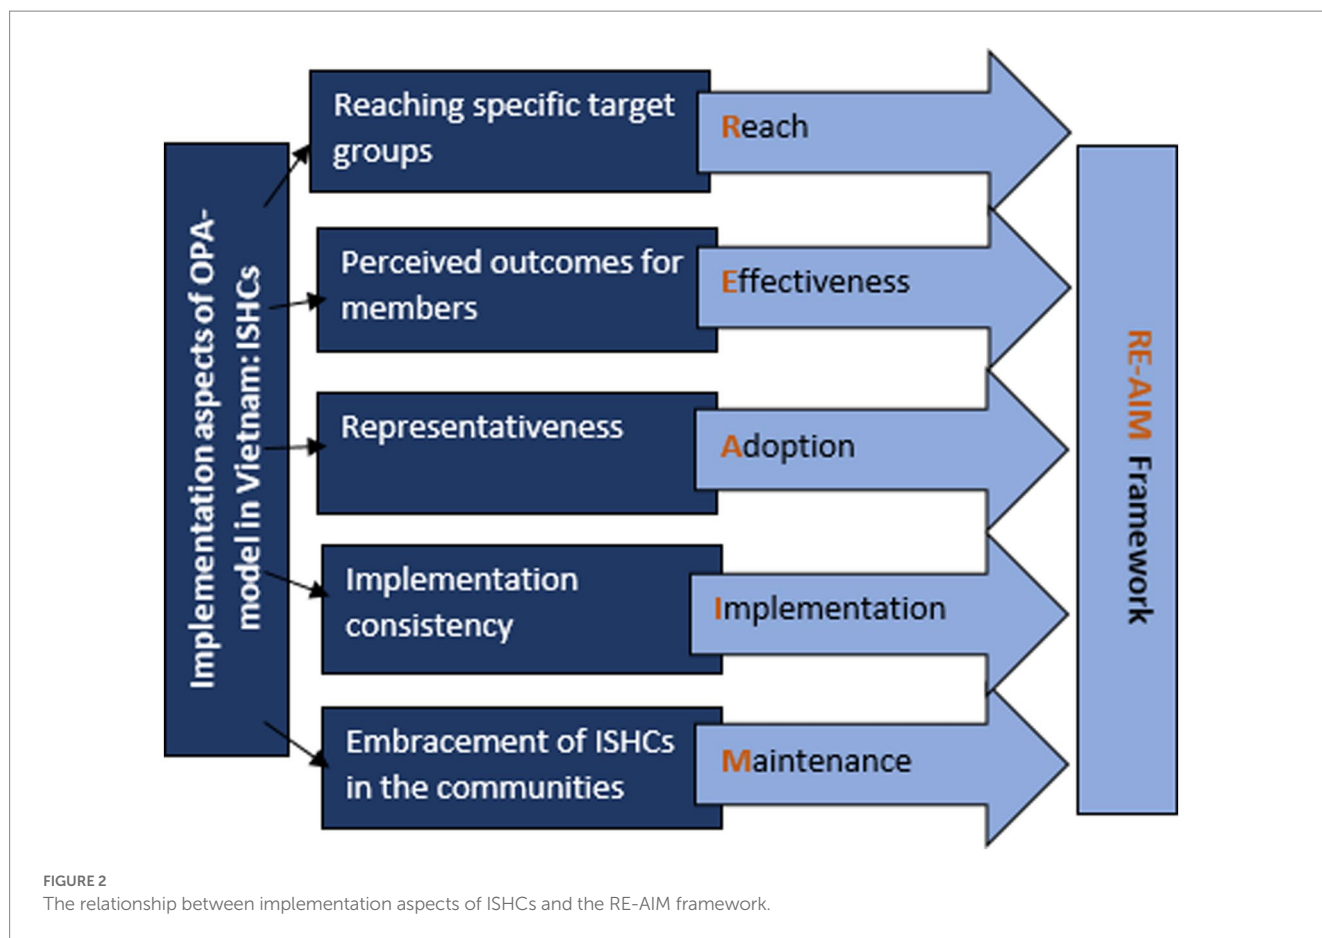 Implementation aspects of OPA-
model in Vietnam: ISHCs
Reaching specific target
groups
Reach
Perceived outcomes for
members
Effectiveness
Representativeness
Adoption
Implementation
consistency
Implementation
Embracement of ISHCs
in the communities
Maintenance
RE-AIM Framework
FIGURE 2
The relationship between implementation aspects of ISHCs and the RE-AIM framework.